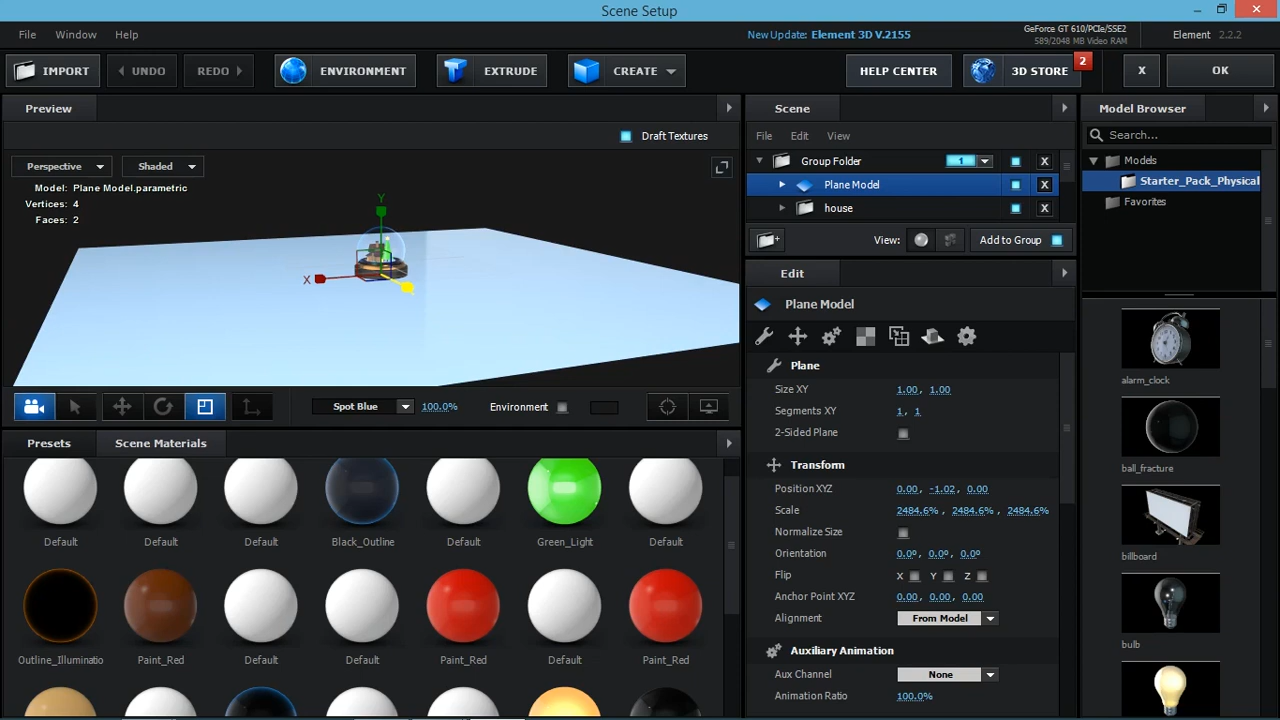 Scene Setup
File Window Help
New Update: Element 3D V.2155
GeForce GT 610/PCIe/SSE2
589/2048 MB Video RAM
Element 2.2.2
IMPORT UNDO REDO ENVIRONMENT EXTRUDE CREATE HELP CENTER 3D STORE 2 X OK
Preview
Draft Textures
Perspective Shaded
Model: Plane Model.parametric
Vertices: 4
Faces: 2
Y
X
Spot Blue 100.0% Environment
Presets Scene Materials
Default Default Default Black_Outline Default Green_Light Default
Outline_Illuminatio Paint_Red Default Default Paint_Red Default Paint_Red
Scene
File Edit View
Group Folder 1 X
Plane Model X
house X
View: Add to Group
Edit
Plane Model
Plane
Size XY 1.00, 1.00
Segments XY 1, 1
2-Sided Plane
Transform
Position XYZ 0.00, -1.02, 0.00
Scale 2484.6%, 2484.6%, 2484.6%
Normalize Size
Orientation 0.0º, 0.0º, 0.0º
Flip X Y Z
Anchor Point XYZ 0.00, 0.00, 0.00
Alignment From Model
Auxiliary Animation
Aux Channel None
Animation Ratio 100.0%
Model Browser
Search...
Models
Starter_Pack_Physical
Favorites
alarm_clock
ball_fracture
billboard
bulb